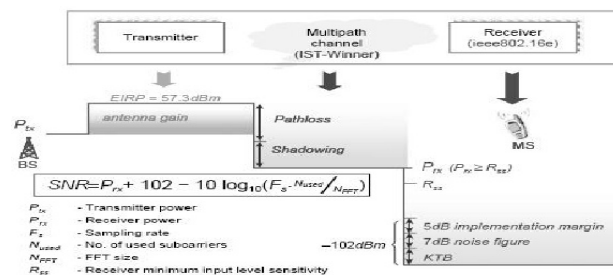 Transmitter
Multipath
channel
(IST-Winner)
Receiver
(ieee802.16e)
EIRP = 57.3dBm
antenna gain
Pathloss
Shadowing
P_tx
BS
MS
P_tx (P_rx ≥ R_ss)
R_ss
SNR=P_rx + 102 − 10 log10(F_s·N_used/N_FFT)
P_tx - Transmitter power
P_rx - Receiver power
F_s - Sampling rate
N_used - No. of used subcarriers
N_FFT - FFT size
R_ss - Receiver minimum input level sensitivity
−102dBm
5dB implementation margin
7dB noise figure
KTB